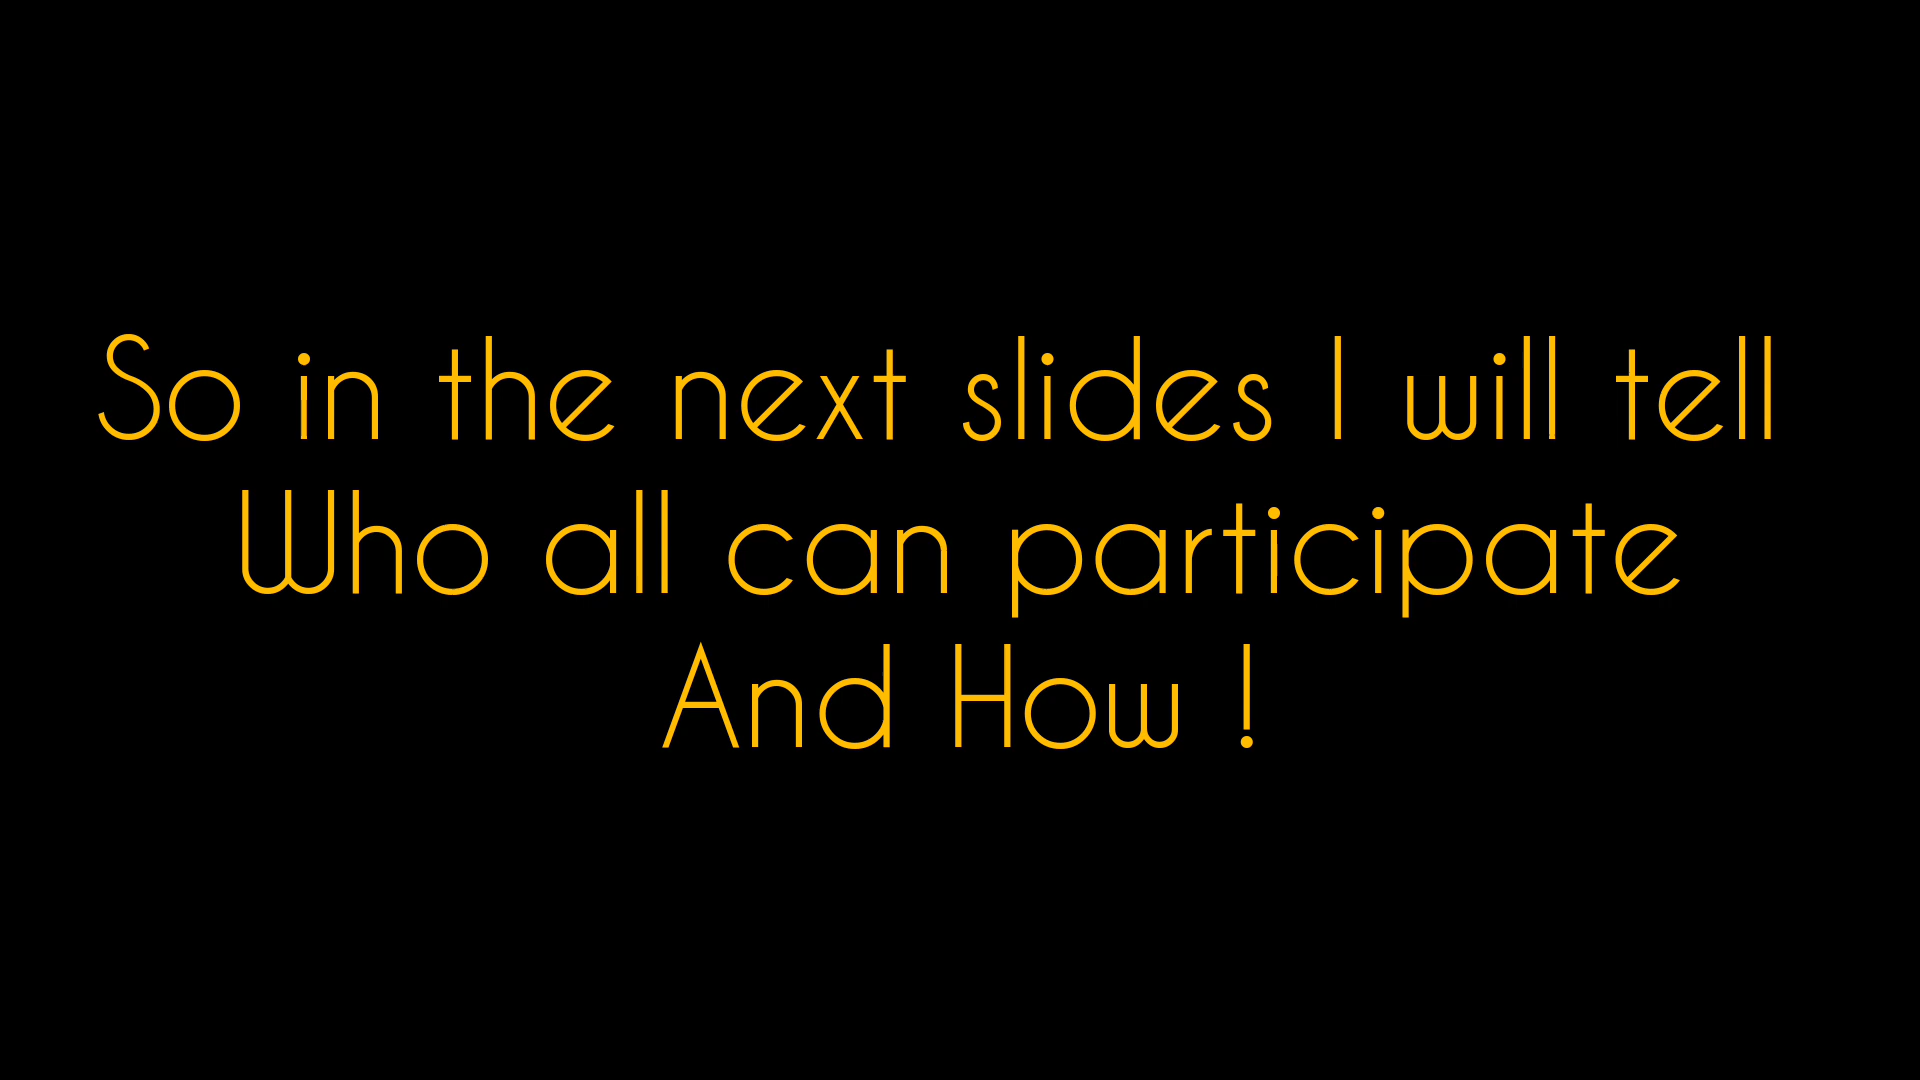 So in the next slides I will tell
Who all can participate
And How !